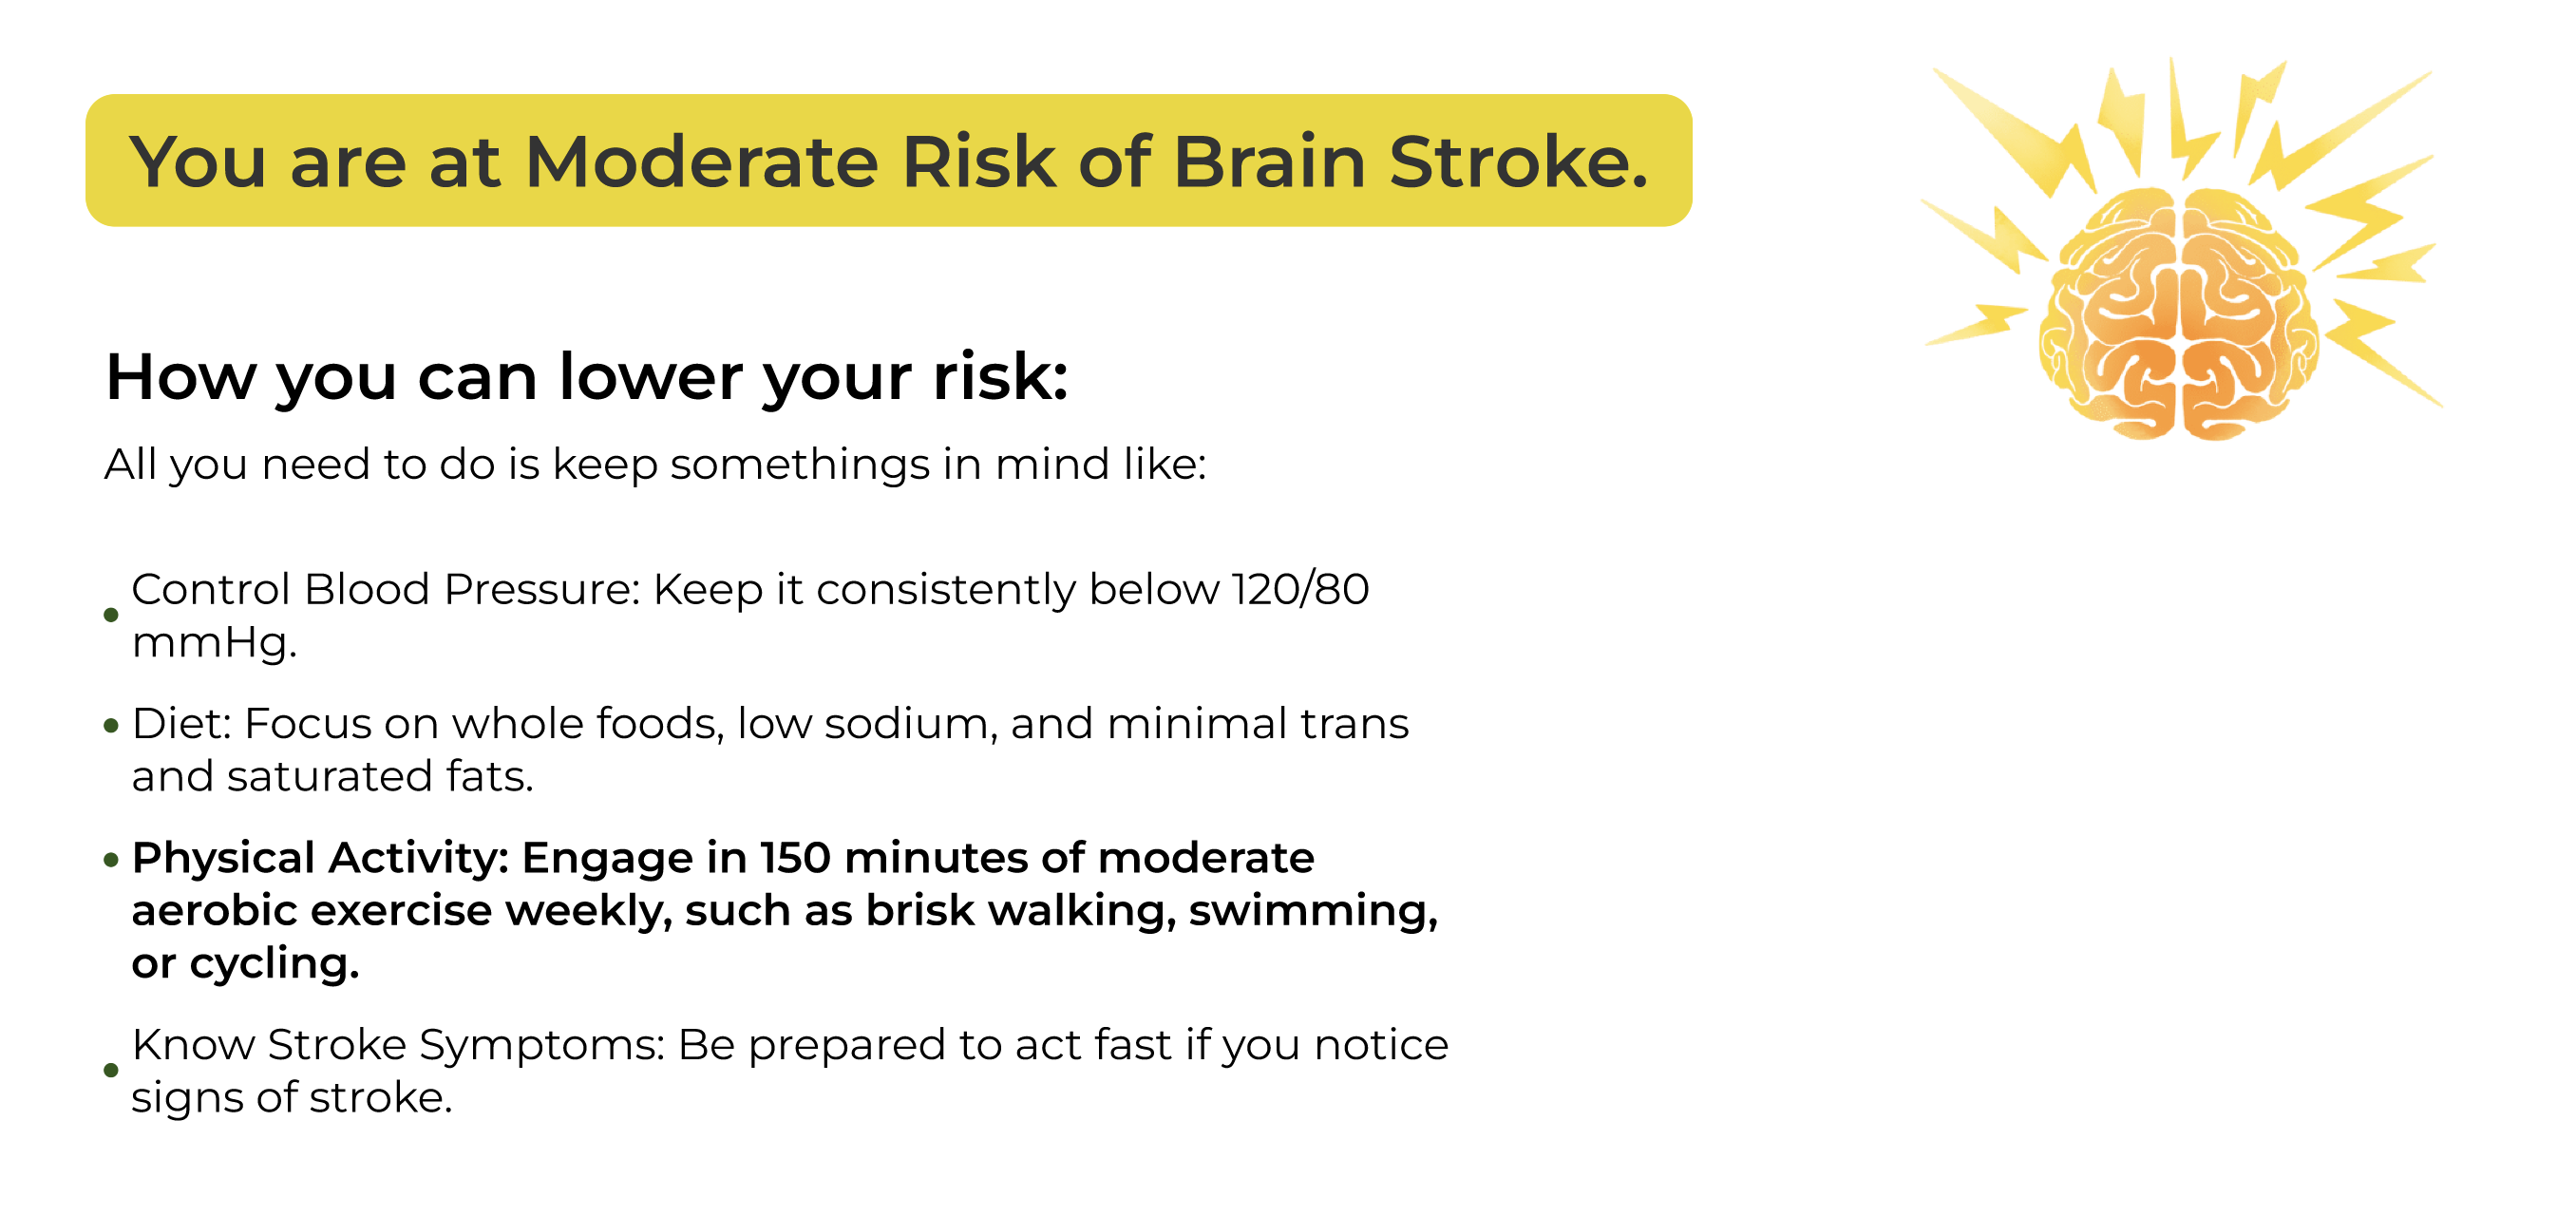 You are at Moderate Risk of Brain Stroke.
How you can lower your risk:
All you need to do is keep somethings in mind like:
• Control Blood Pressure: Keep it consistently below 120/80
mmHg.
• Diet: Focus on whole foods, low sodium, and minimal trans
and saturated fats.
• Physical Activity: Engage in 150 minutes of moderate
aerobic exercise weekly, such as brisk walking, swimming,
or cycling.
• Know Stroke Symptoms: Be prepared to act fast if you notice
signs of stroke.